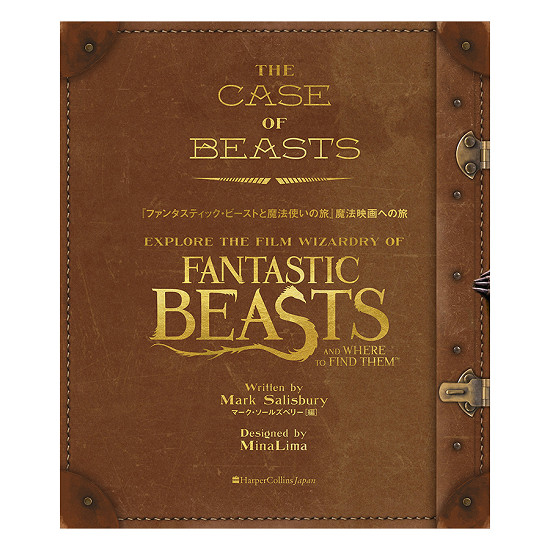 THE
CASE
OF
BEASTS
『ファンタスティック・ビーストと魔法使いの旅』魔法映画への旅
EXPLORE THE FILM WIZARDRY OF
FANTASTIC
BEASTS
AND WHERE
TO FIND THEM™
Written by
Mark Salisbury
マーク・ソールズベリー[編]
Designed by
MinaLima
HarperCollins Japan